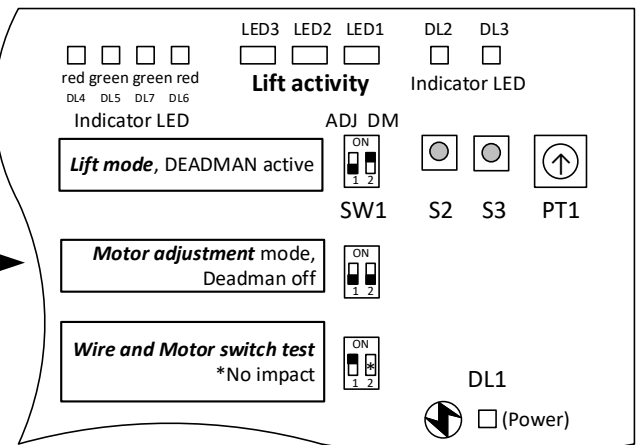 LED3 LED2 LED1 DL2 DL3
red green green red
DL4 DL5 DL7 DL6
Lift activity
Indicator LED
Indicator LED
ADJ DM
Lift mode, DEADMAN active
ON
1 2
SW1 S2 S3 PT1
Motor adjustment mode,
Deadman off
ON
1 2
Wire and Motor switch test
*No impact
ON
*
1 2
DL1
(Power)